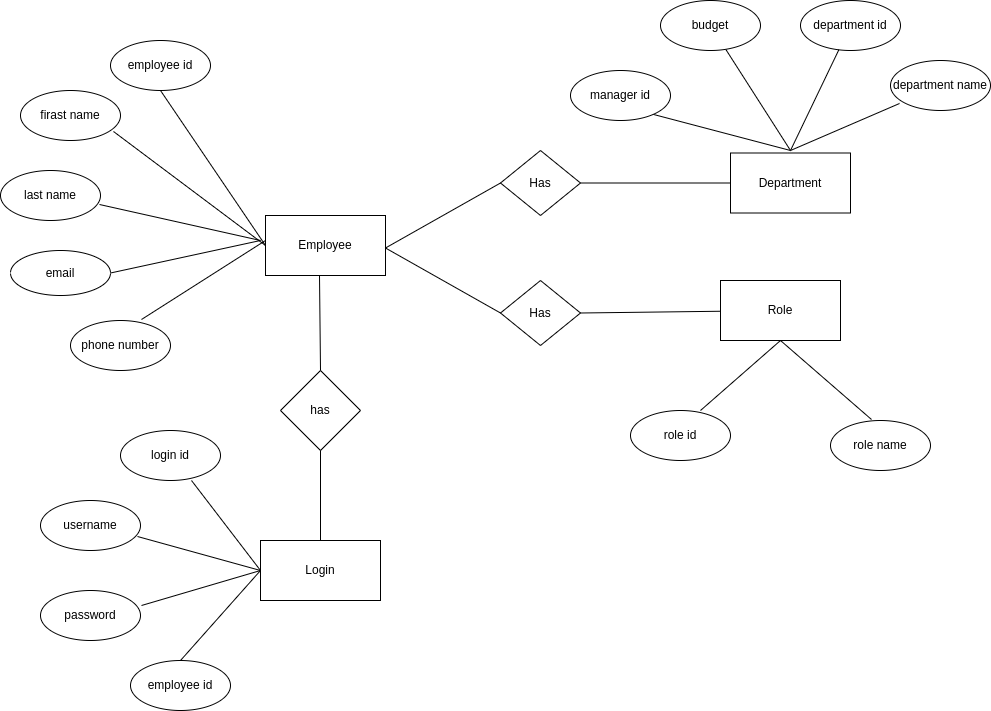 budget
department id
employee id
department name
manager id
firast name
Has
Department
last name
Employee
email
Has
Role
phone number
has
role id
role name
login id
username
Login
password
employee id